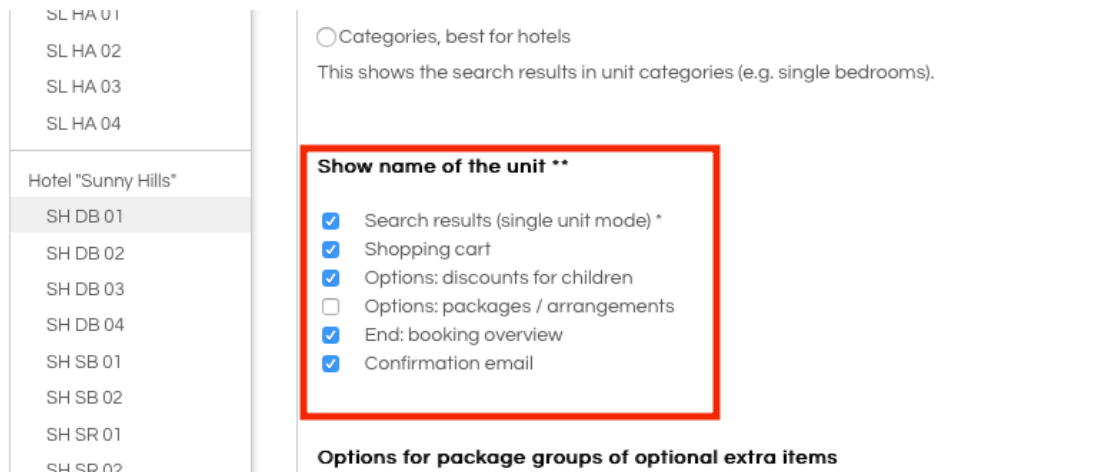 SL HA 01
SL HA 02
SL HA 03
SL HA 04
Hotel "Sunny Hills"
SH DB 01
SH DB 02
SH DB 03
SH DB 04
SH SB 01
SH SB 02
SH SR 01
SH SR 02
Categories, best for hotels
This shows the search results in unit categories (e.g. single bedrooms).
Show name of the unit **
Search results (single unit mode) *
Shopping cart
Options: discounts for children
Options: packages / arrangements
End: booking overview
Confirmation email
Options for package groups of optional extra items